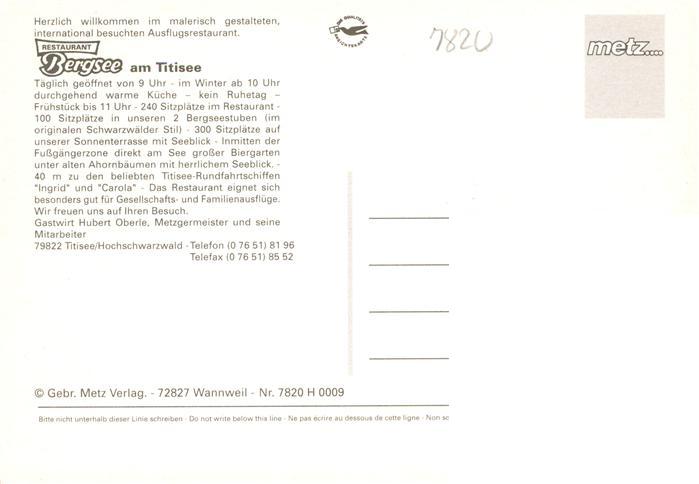 Herzlich willkommen im malerisch gestalteten,
international besuchten Ausflugsrestaurant.
RESTAURANT
Bergsee am Titisee
Täglich geöffnet von 9 Uhr - im Winter ab 10 Uhr
durchgehend warme Küche – kein Ruhetag –
Frühstück bis 11 Uhr - 240 Sitzplätze im Restaurant -
100 Sitzplätze in unseren 2 Bergseestuben (im
originalen Schwarzwälder Stil) - 300 Sitzplätze auf
unserer Sonnenterrasse mit Seeblick - Inmitten der
Fußgängerzone direkt am See großer Biergarten
unter alten Ahornbäumen mit herrlichem Seeblick. -
40 m zu den beliebten Titisee-Rundfahrtschiffen
"Ingrid" und "Carola" - Das Restaurant eignet sich
besonders gut für Gesellschafts- und Familienausflüge.
Wir freuen uns auf Ihren Besuch.
Gastwirt Hubert Oberle, Metzgermeister und seine
Mitarbeiter
79822 Titisee/Hochschwarzwald - Telefon (0 76 51) 81 96
Telefax (0 76 51) 85 52
7820
metz....
© Gebr. Metz Verlag. - 72827 Wannweil - Nr. 7820 H 0009
Bitte nicht unterhalb dieser Linie schreiben - Do not write below this line - Ne pas écrire au dessous de cette ligne - Non sc